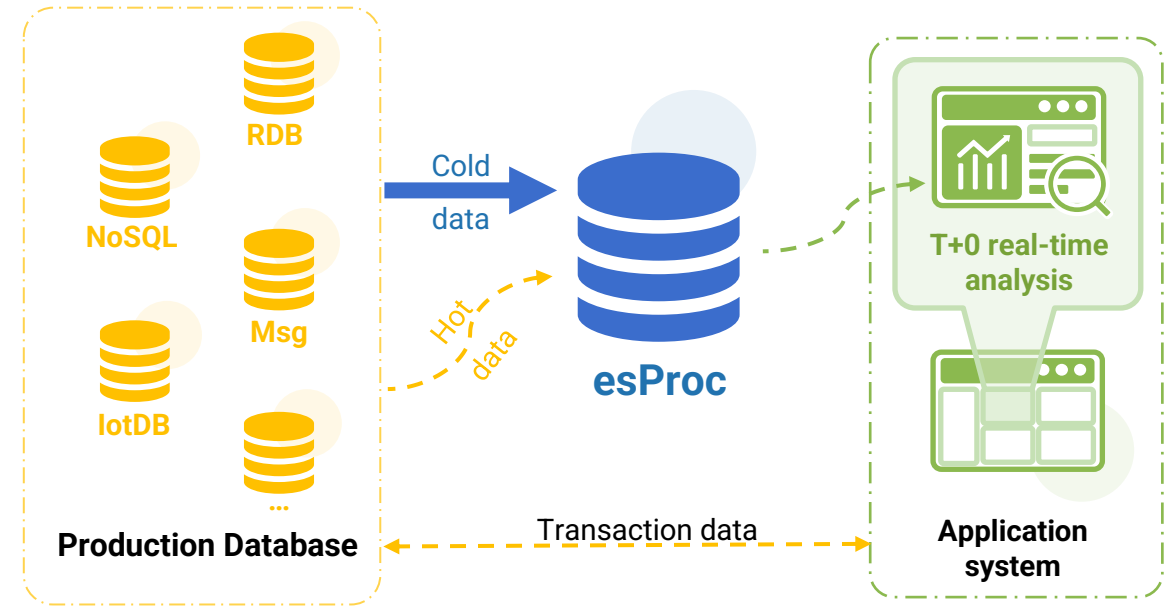 RDB
NoSQL
Msg
IotDB
...
Production Database
Cold
data
Hot
data
esProc
T+0 real-time
analysis
Transaction data
Application
system